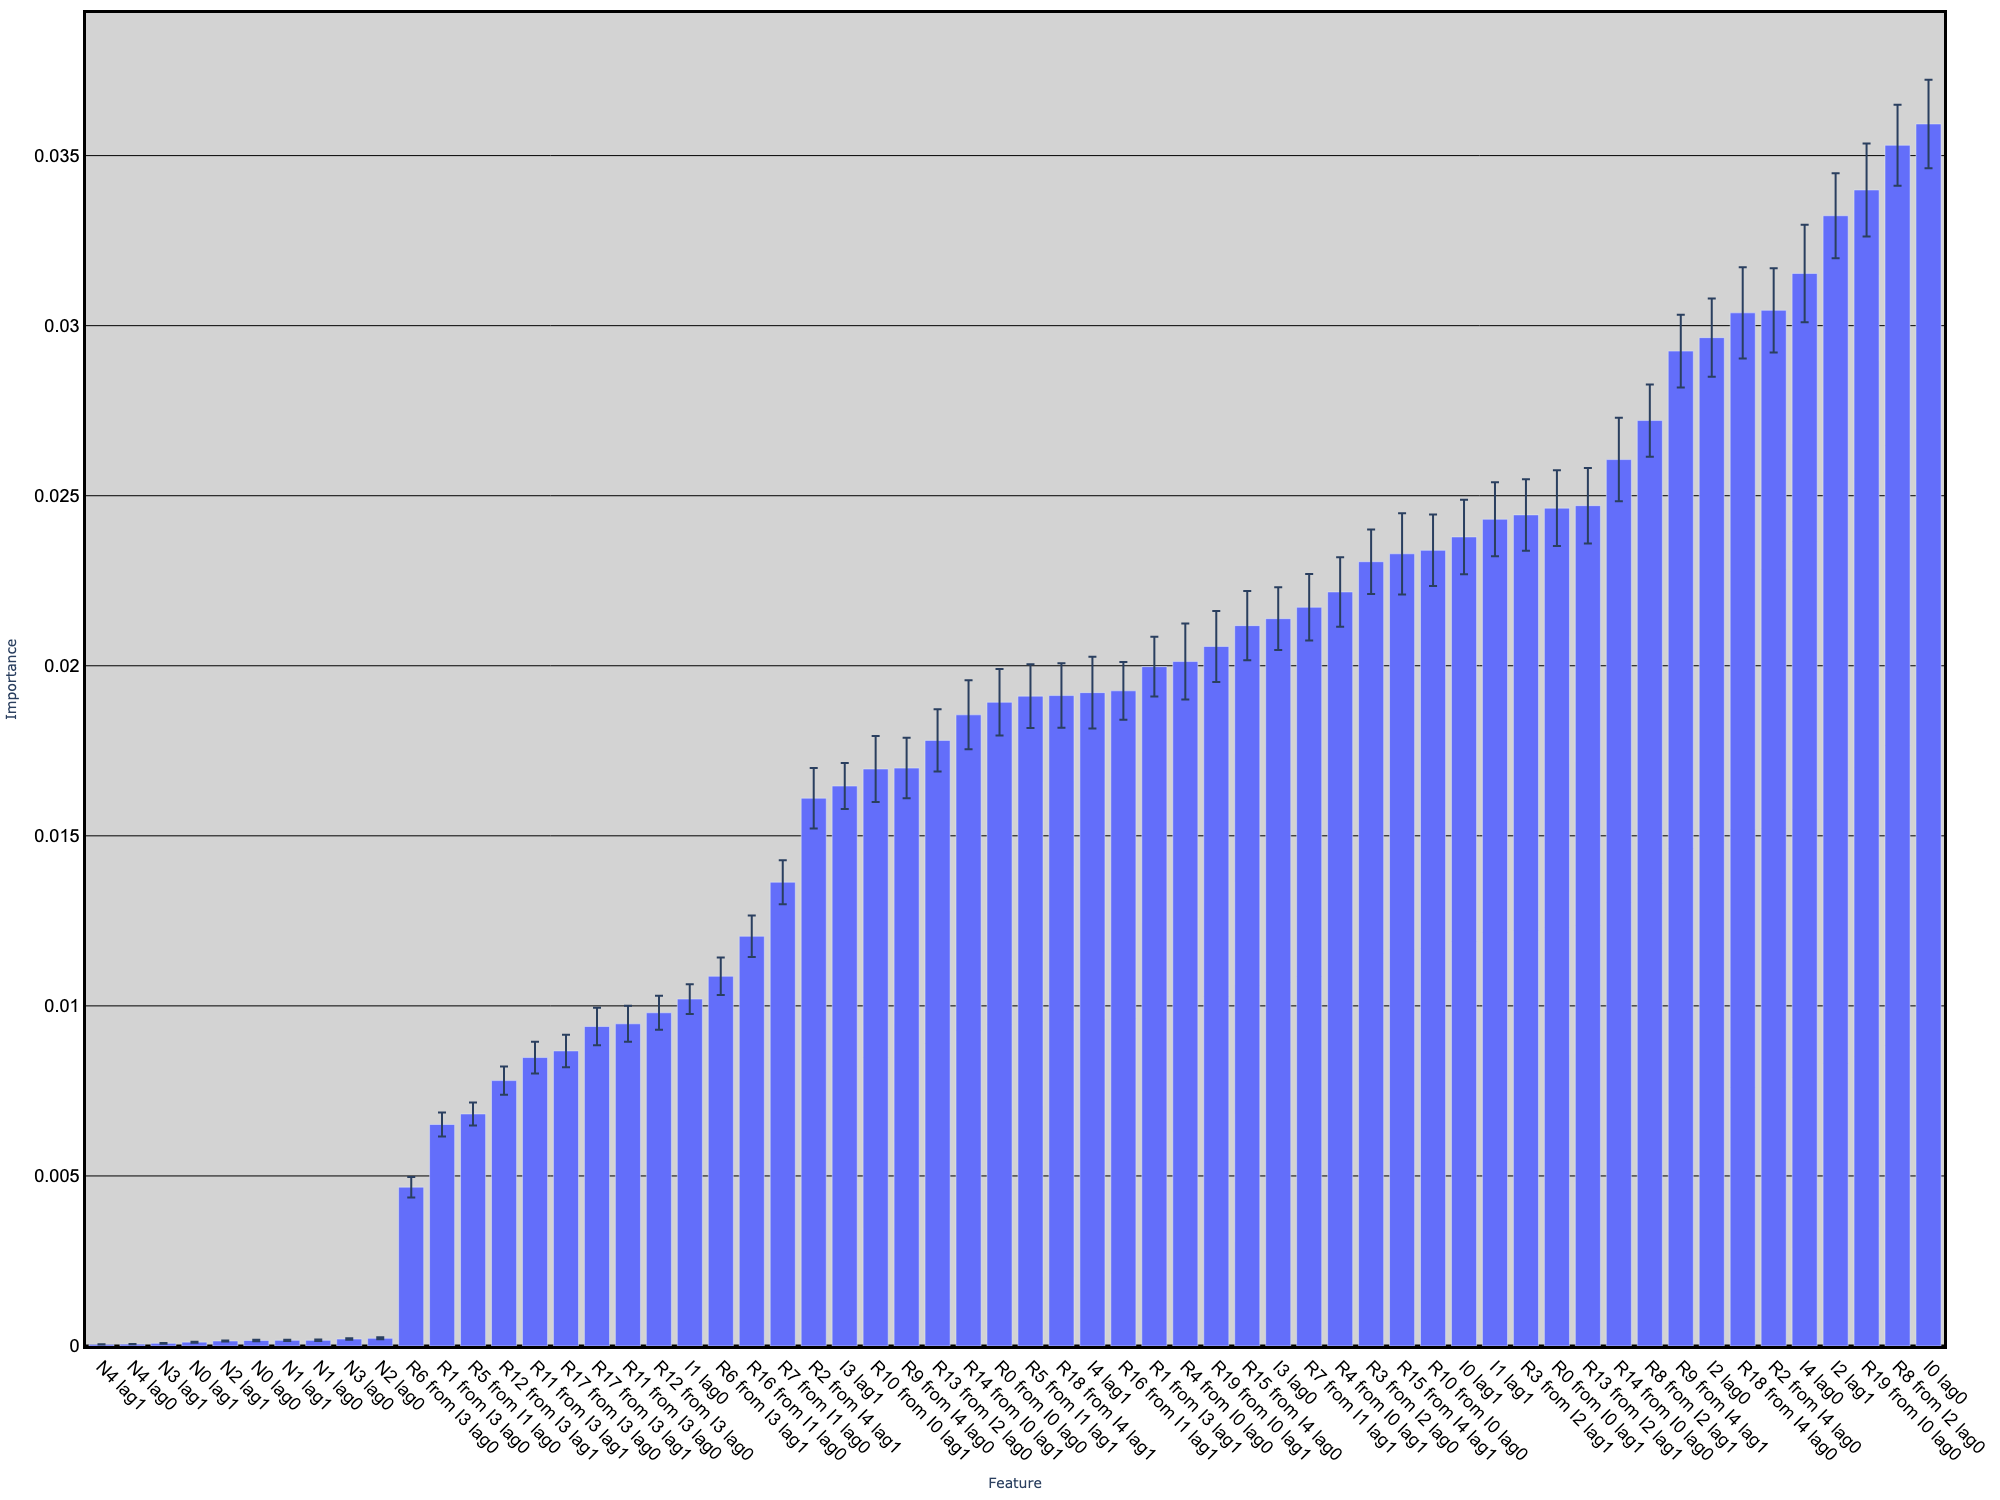 0.035
0.03
0.025
0.02
0.015
0.01
0.005
0
Importance
N4 lag1
N4 lag0
N3 lag1
N0 lag1
N2 lag1
N0 lag0
N1 lag1
N1 lag0
N3 lag0
N2 lag0
R6 from I3 lag0
R1 from I3 lag0
R5 from I1 lag0
R12 from I3 lag1
R11 from I3 lag1
R17 from I3 lag0
R17 from I3 lag1
R11 from I3 lag0
R12 from I3 lag0
I1 lag0
R6 from I3 lag1
R16 from I1 lag0
R7 from I1 lag0
R2 from I4 lag1
I3 lag1
R10 from I0 lag1
R9 from I4 lag0
R13 from I2 lag0
R14 from I0 lag1
R0 from I0 lag0
R5 from I1 lag1
R18 from I4 lag1
I4 lag1
R16 from I1 lag1
R1 from I3 lag1
R4 from I0 lag0
R19 from I0 lag1
R15 from I4 lag0
I3 lag0
R7 from I1 lag1
R4 from I0 lag1
R3 from I2 lag0
R15 from I4 lag1
R10 from I0 lag0
I0 lag1
I1 lag1
R3 from I2 lag1
R0 from I0 lag1
R13 from I2 lag1
R14 from I0 lag0
R8 from I2 lag1
R9 from I4 lag1
I2 lag0
R18 from I4 lag0
R2 from I4 lag0
I4 lag0
I2 lag1
R19 from I0 lag0
R8 from I2 lag0
I0 lag0
Feature